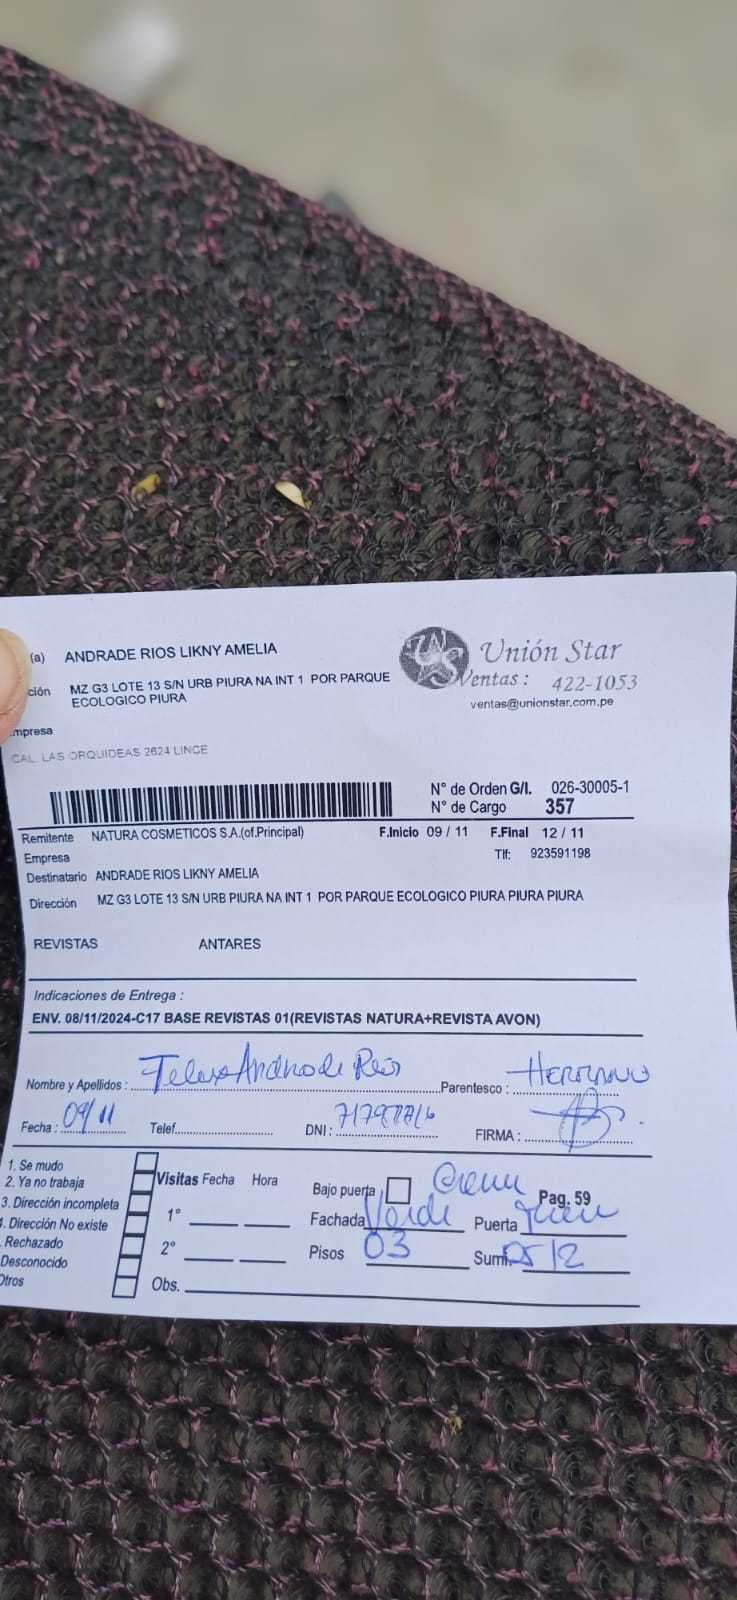 (a) ANDRADE RIOS LIKNY AMELIA
Unión Star
ción MZ G3 LOTE 13 S/N URB PIURA NA INT 1 POR PARQUE
ECOLOGICO PIURA
Ventas : 422-1053
ventas@unionstar.com.pe
mpresa
CAL. LAS ORQUIDEAS 2624 LINCE
N° de Orden G/I. 026-30005-1
N° de Cargo 357
Remitente NATURA COSMETICOS S.A.(of.Principal) F.Inicio 09 / 11 F.Final 12 / 11
Empresa Tlf: 923591198
Destinatario ANDRADE RIOS LIKNY AMELIA
Dirección MZ G3 LOTE 13 S/N URB PIURA NA INT 1 POR PARQUE ECOLOGICO PIURA PIURA PIURA
REVISTAS ANTARES
Indicaciones de Entrega :
ENV. 08/11/2024-C17 BASE REVISTAS 01(REVISTAS NATURA+REVISTA AVON)
Nombre y Apellidos : Andrade Rios Parentesco : HERMANO
Fecha : 09/11 Telef. DNI : FIRMA :
1. Se mudo
2. Ya no trabaja
3. Dirección incompleta
4. Dirección No existe
. Rechazado
Desconocido
Otros
Visitas Fecha Hora
1°
2°
Obs.
Bajo puerta Pag. 59
Fachada Verde Puerta
Pisos 03 Sumi.